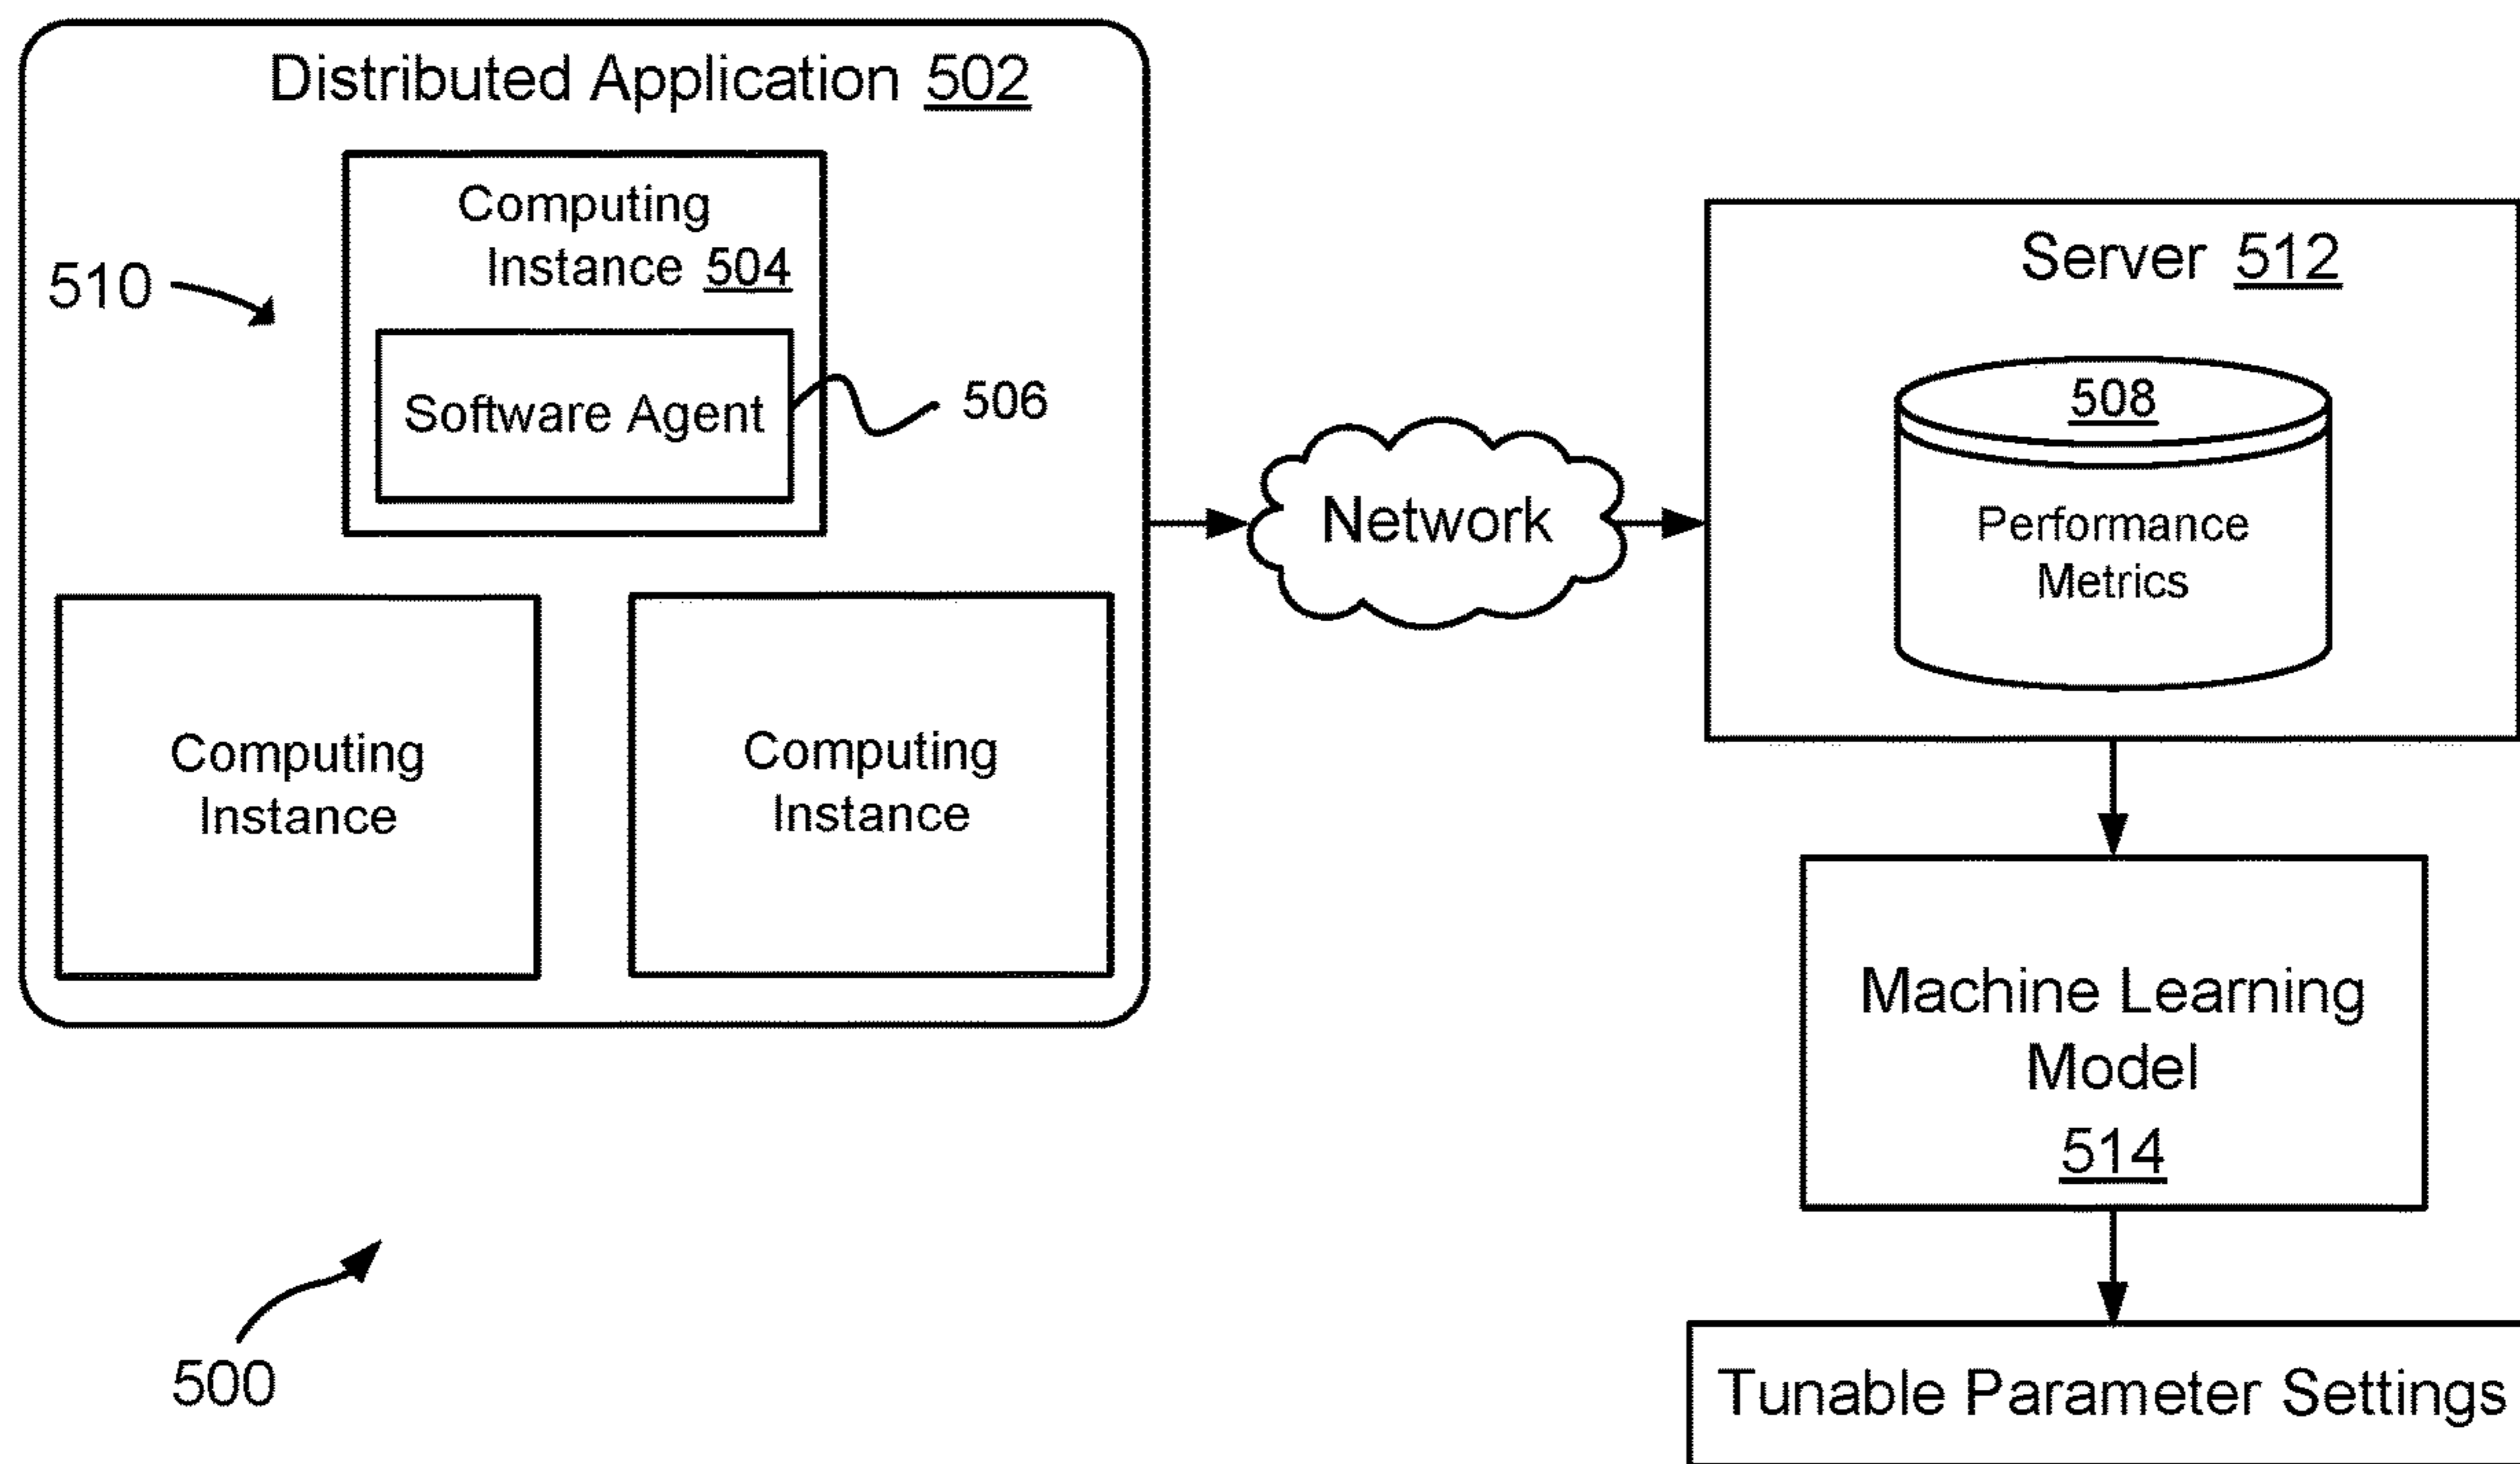 Distributed Application 502
Computing
Instance 504
510
Software Agent
506
Computing
Instance
Computing
Instance
500
Network
Server 512
508
Performance
Metrics
Machine Learning
Model
514
Tunable Parameter Settings